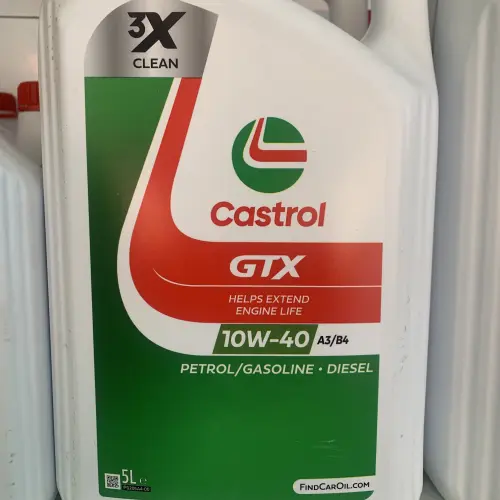 3X
CLEAN
Castrol
GTX
HELPS EXTEND
ENGINE LIFE
10W-40 A3/B4
PETROL/GASOLINE • DIESEL
5L
FINDCAROIL.COM